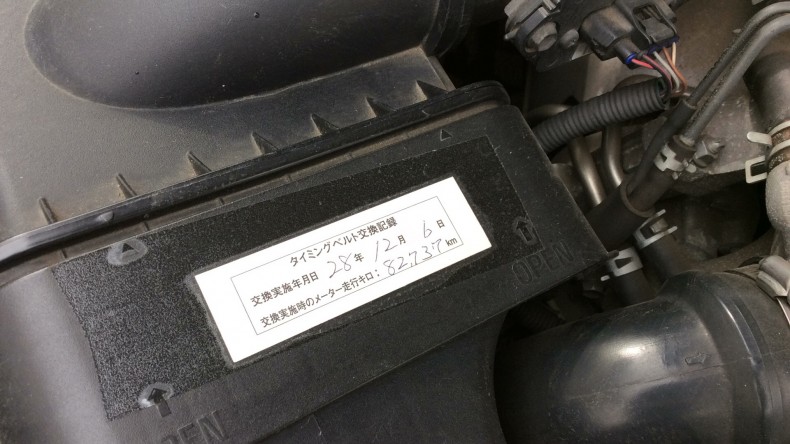 タイミングベルト交換記録
交換実施年月日 28年 12月 6日
交換実施時のメーター走行キロ：82737km
OPEN
OPEN